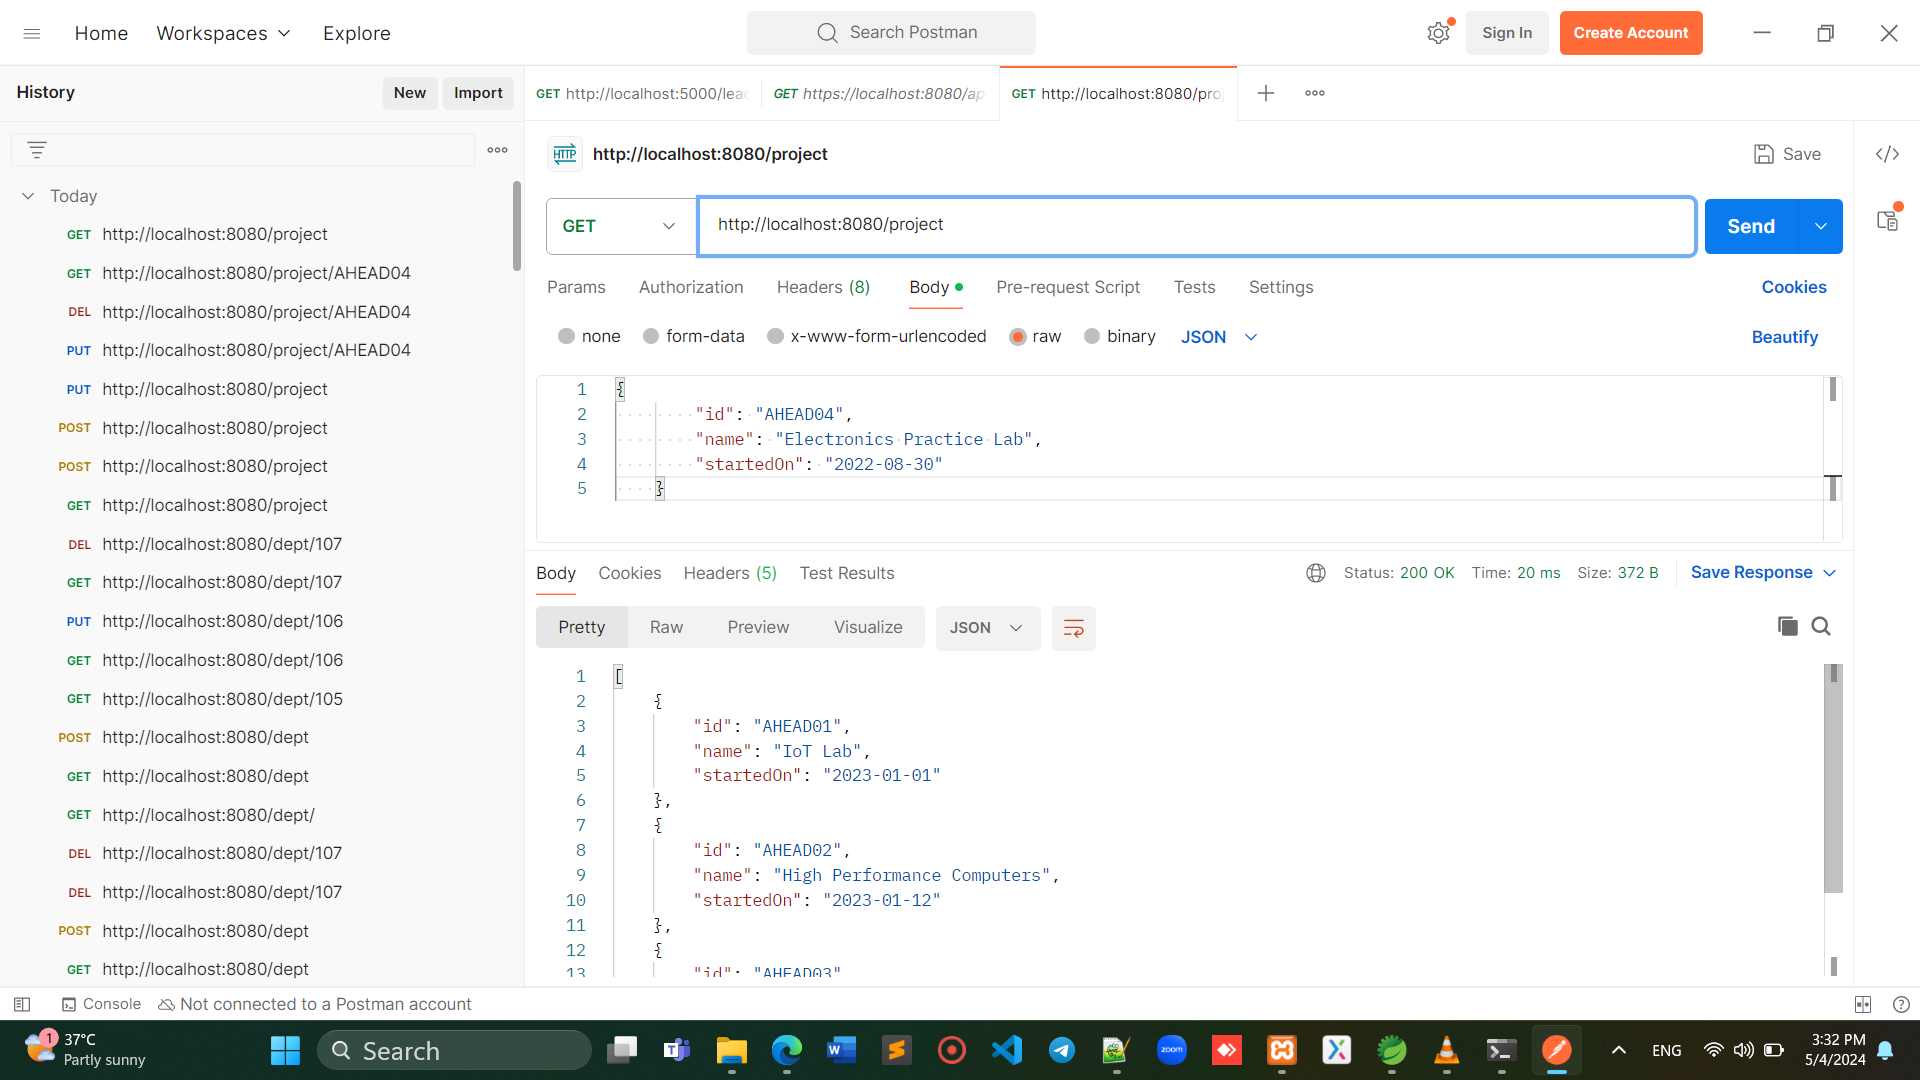 Home
Workspaces
Explore
Search Postman
Sign In
Create Account
History
New
Import
GET http://localhost:5000/lea
GET https://localhost:8080/ap
GET http://localhost:8080/pro
HTTP
http://localhost:8080/project
Save
Today
GET http://localhost:8080/project
GET http://localhost:8080/project/AHEAD04
DEL http://localhost:8080/project/AHEAD04
PUT http://localhost:8080/project/AHEAD04
PUT http://localhost:8080/project
POST http://localhost:8080/project
POST http://localhost:8080/project
GET http://localhost:8080/project
DEL http://localhost:8080/dept/107
GET http://localhost:8080/dept/107
PUT http://localhost:8080/dept/106
GET http://localhost:8080/dept/106
GET http://localhost:8080/dept/105
POST http://localhost:8080/dept
GET http://localhost:8080/dept
GET http://localhost:8080/dept/
DEL http://localhost:8080/dept/107
DEL http://localhost:8080/dept/107
POST http://localhost:8080/dept
GET http://localhost:8080/dept
GET
http://localhost:8080/project
Send
Params Authorization Headers (8) Body Pre-request Script Tests Settings Cookies
none form-data x-www-form-urlencoded raw binary JSON Beautify
1 {
2 "id": "AHEAD04",
3 "name": "Electronics Practice Lab",
4 "startedOn": "2022-08-30"
5 }
Body Cookies Headers (5) Test Results
Status: 200 OK Time: 20 ms Size: 372 B Save Response
Pretty Raw Preview Visualize JSON
1 [
2 {
3 "id": "AHEAD01",
4 "name": "IoT Lab",
5 "startedOn": "2023-01-01"
6 },
7 {
8 "id": "AHEAD02",
9 "name": "High Performance Computers",
10 "startedOn": "2023-01-12"
11 },
12 {
13 "id": "AHEAD03"
Console
Not connected to a Postman account
1
37°C
Partly sunny
Search
zoom
ENG
3:32 PM
5/4/2024